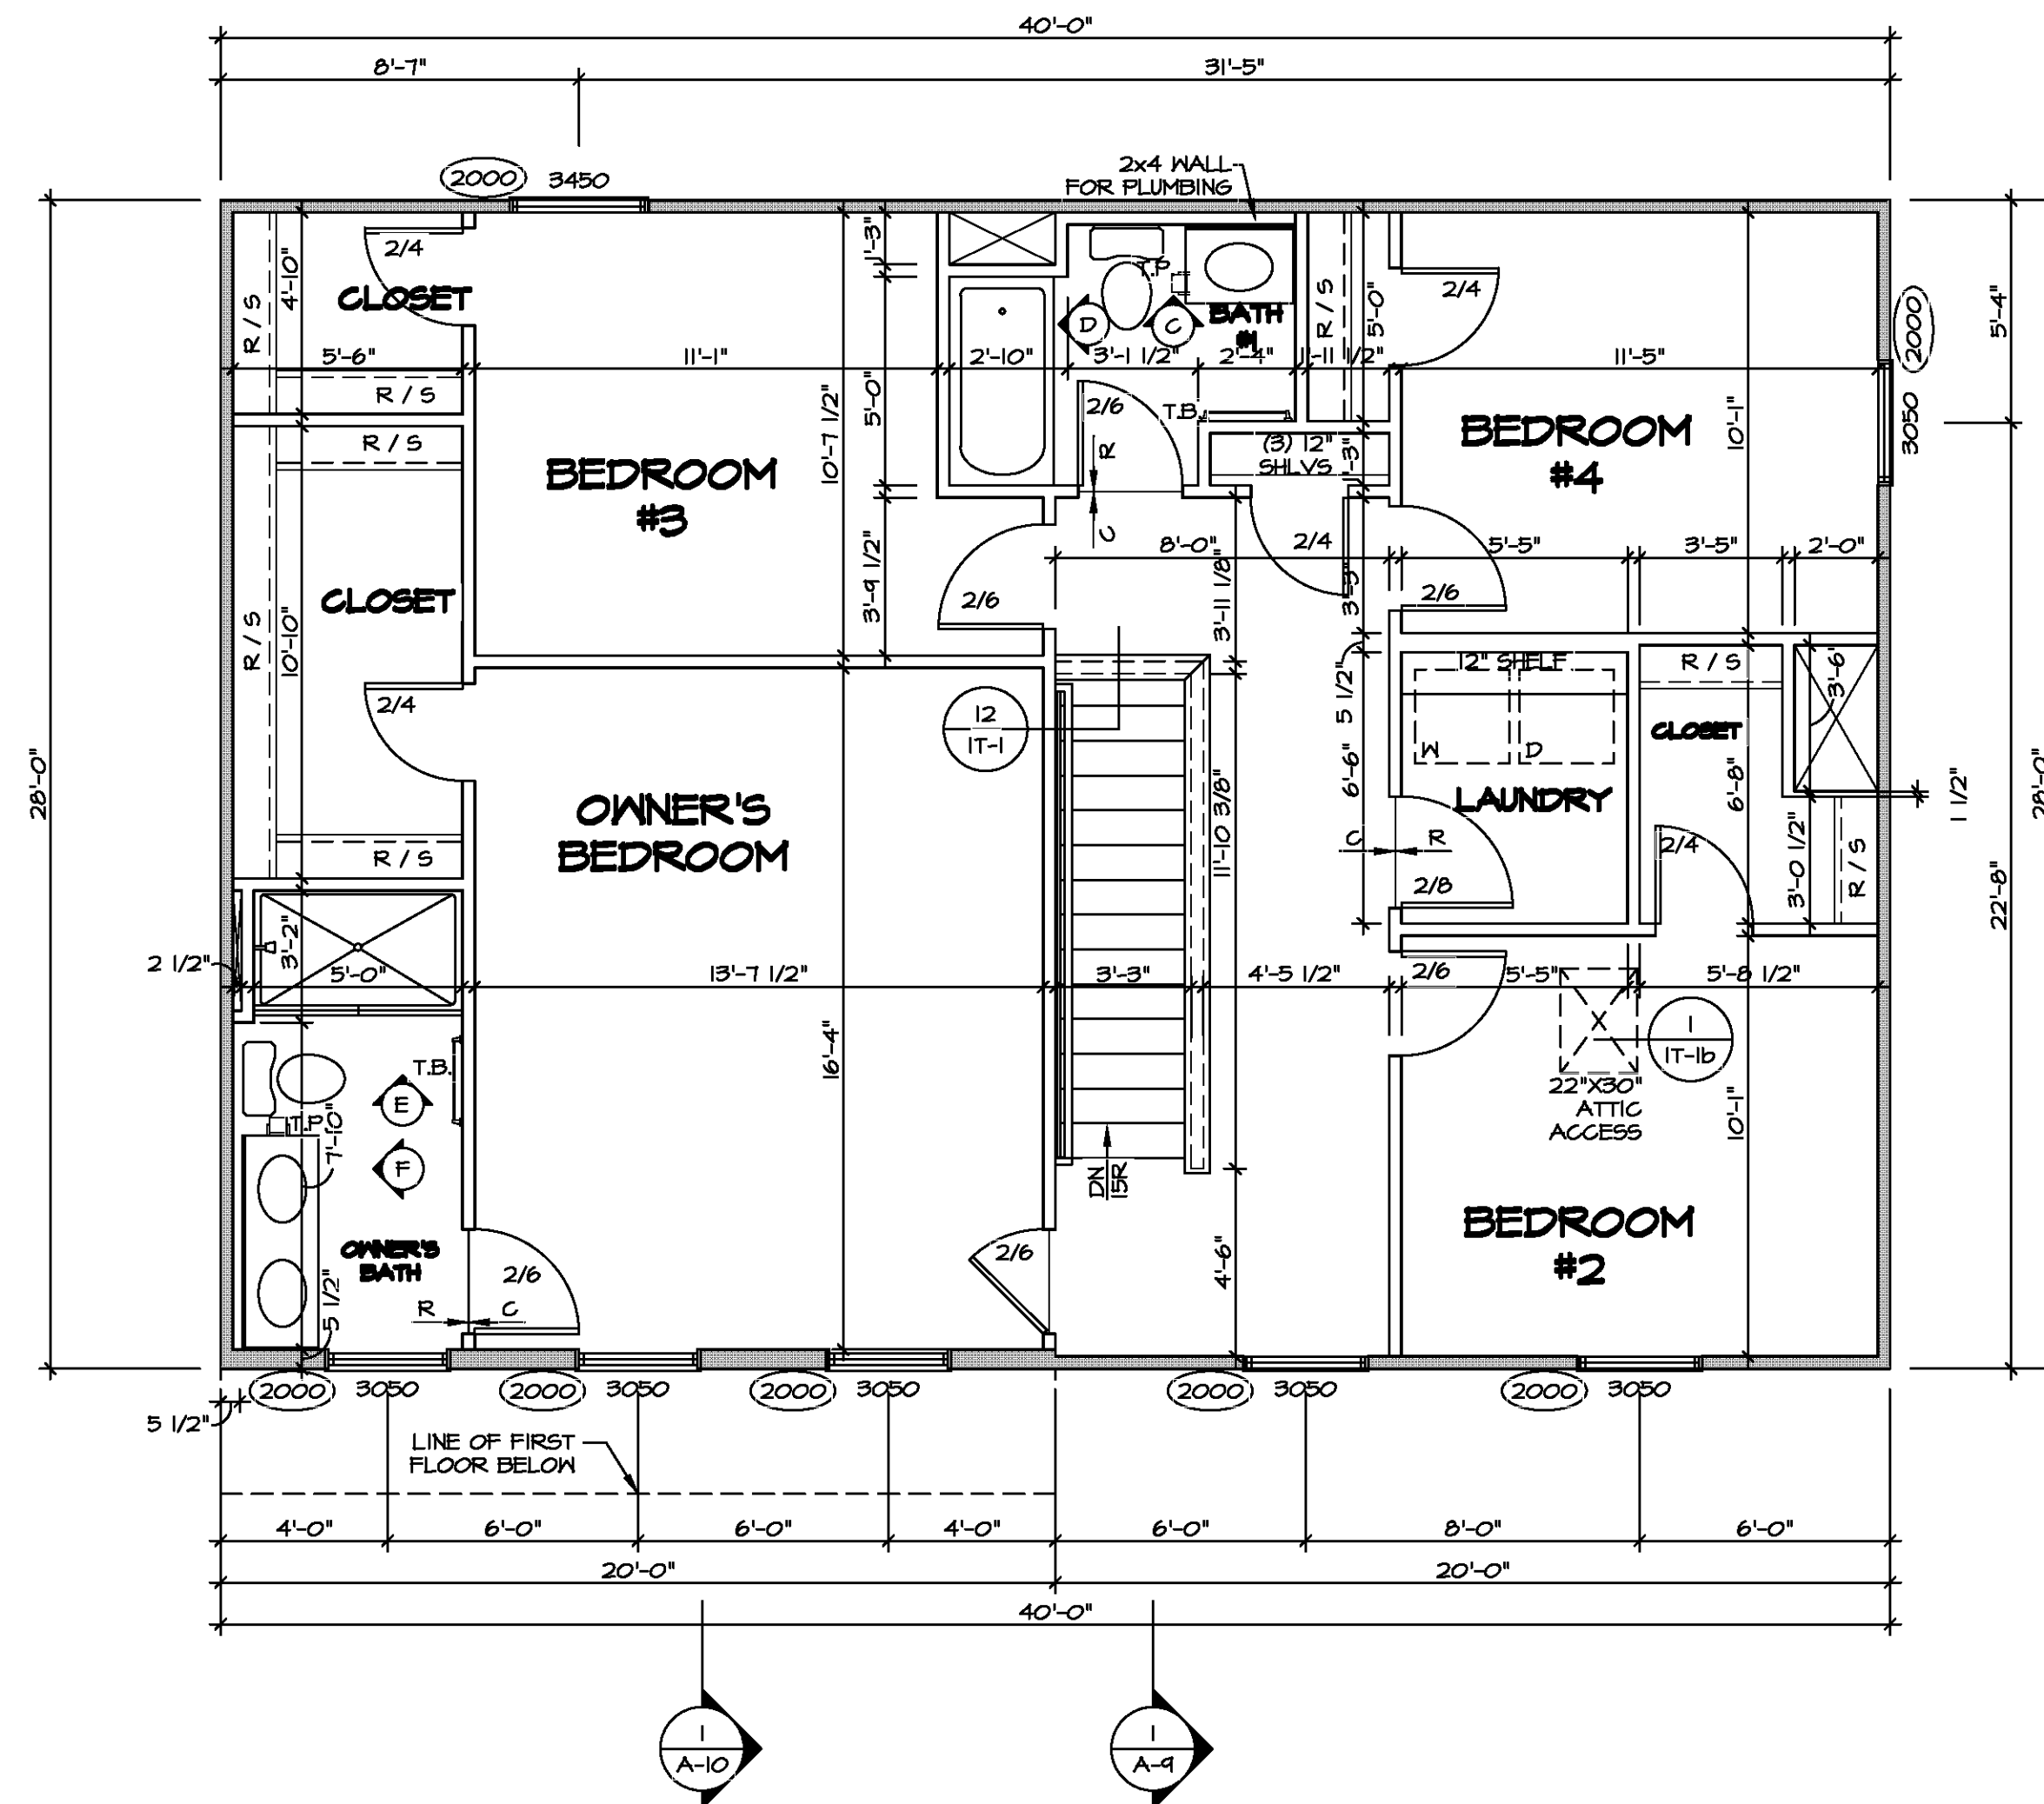 40'-0"
8'-7"
31'-5"
2x4 WALL
FOR PLUMBING
2000
3450
2/4
CLOSET
R / S
4'-10"
5'-6"
R / S
11'-1"
1'-3"
10'-7 1/2"
5'-0"
2'-10"
T.P.
D
C
BATH
#1
3'-1 1/2"
2'-4"
1'-11 1/2"
R / S
5'-0"
2/4
11'-5"
2000
3050
5'-4"
R / S
BEDROOM
#3
2/6
T.B.
R
C
(3) 12"
SHLVS
1'-3"
BEDROOM
#4
10'-1"
CLOSET
R / S
10'-10"
3'-9 1/2"
2/6
8'-0"
2/4
3'-11 1/8"
3'-3"
2/6
5'-5"
3'-5"
2'-0"
2/4
12
1T-1
5 1/2"
12" SHELF
R / S
3'-6"
CLOSET
W
D
28'-0"
OWNER'S
BEDROOM
11'-10 3/8"
6'-6"
LAUNDRY
6'-8"
1 1/2"
28'-0"
R / S
C
R
2/8
2/4
3'-0 1/2"
R / S
22'-8"
2 1/2"
3'-2"
5'-0"
13'-7 1/2"
3'-3"
4'-5 1/2"
2/6
5'-5"
5'-8 1/2"
16'-4"
T.B.
E
T.P.
7'-10"
F
1
1T-1b
22"X30"
ATTIC
ACCESS
10'-1"
DN
15R
OWNER'S
BATH
5 1/2"
R
C
2/6
2/6
4'-6"
BEDROOM
#2
2000
3050
2000
3050
2000
3050
2000
3050
2000
3050
5 1/2"
LINE OF FIRST
FLOOR BELOW
4'-0"
6'-0"
6'-0"
4'-0"
6'-0"
8'-0"
6'-0"
20'-0"
20'-0"
40'-0"
1
A-10
1
A-9